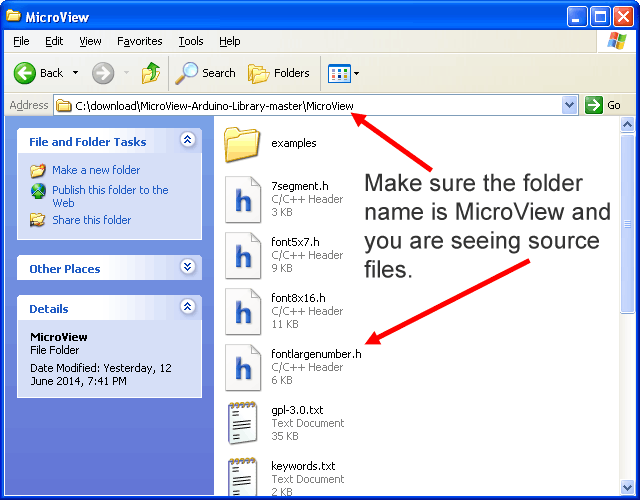 MicroView
File Edit View Favorites Tools Help
Back Search Folders
Address C:\download\MicroView-Arduino-Library-master\MicroView Go
File and Folder Tasks
Make a new folder
Publish this folder to the
Web
Share this folder
Other Places
Details
MicroView
File Folder
Date Modified: Yesterday, 12
June 2014, 7:41 PM
examples
7segment.h
C/C++ Header
3 KB
font5x7.h
C/C++ Header
9 KB
font8x16.h
C/C++ Header
11 KB
fontlargenumber.h
C/C++ Header
6 KB
gpl-3.0.txt
Text Document
35 KB
keywords.txt
Text Document
2 KB
h
h
h
h
Make sure the folder
name is MicroView and
you are seeing source
files.